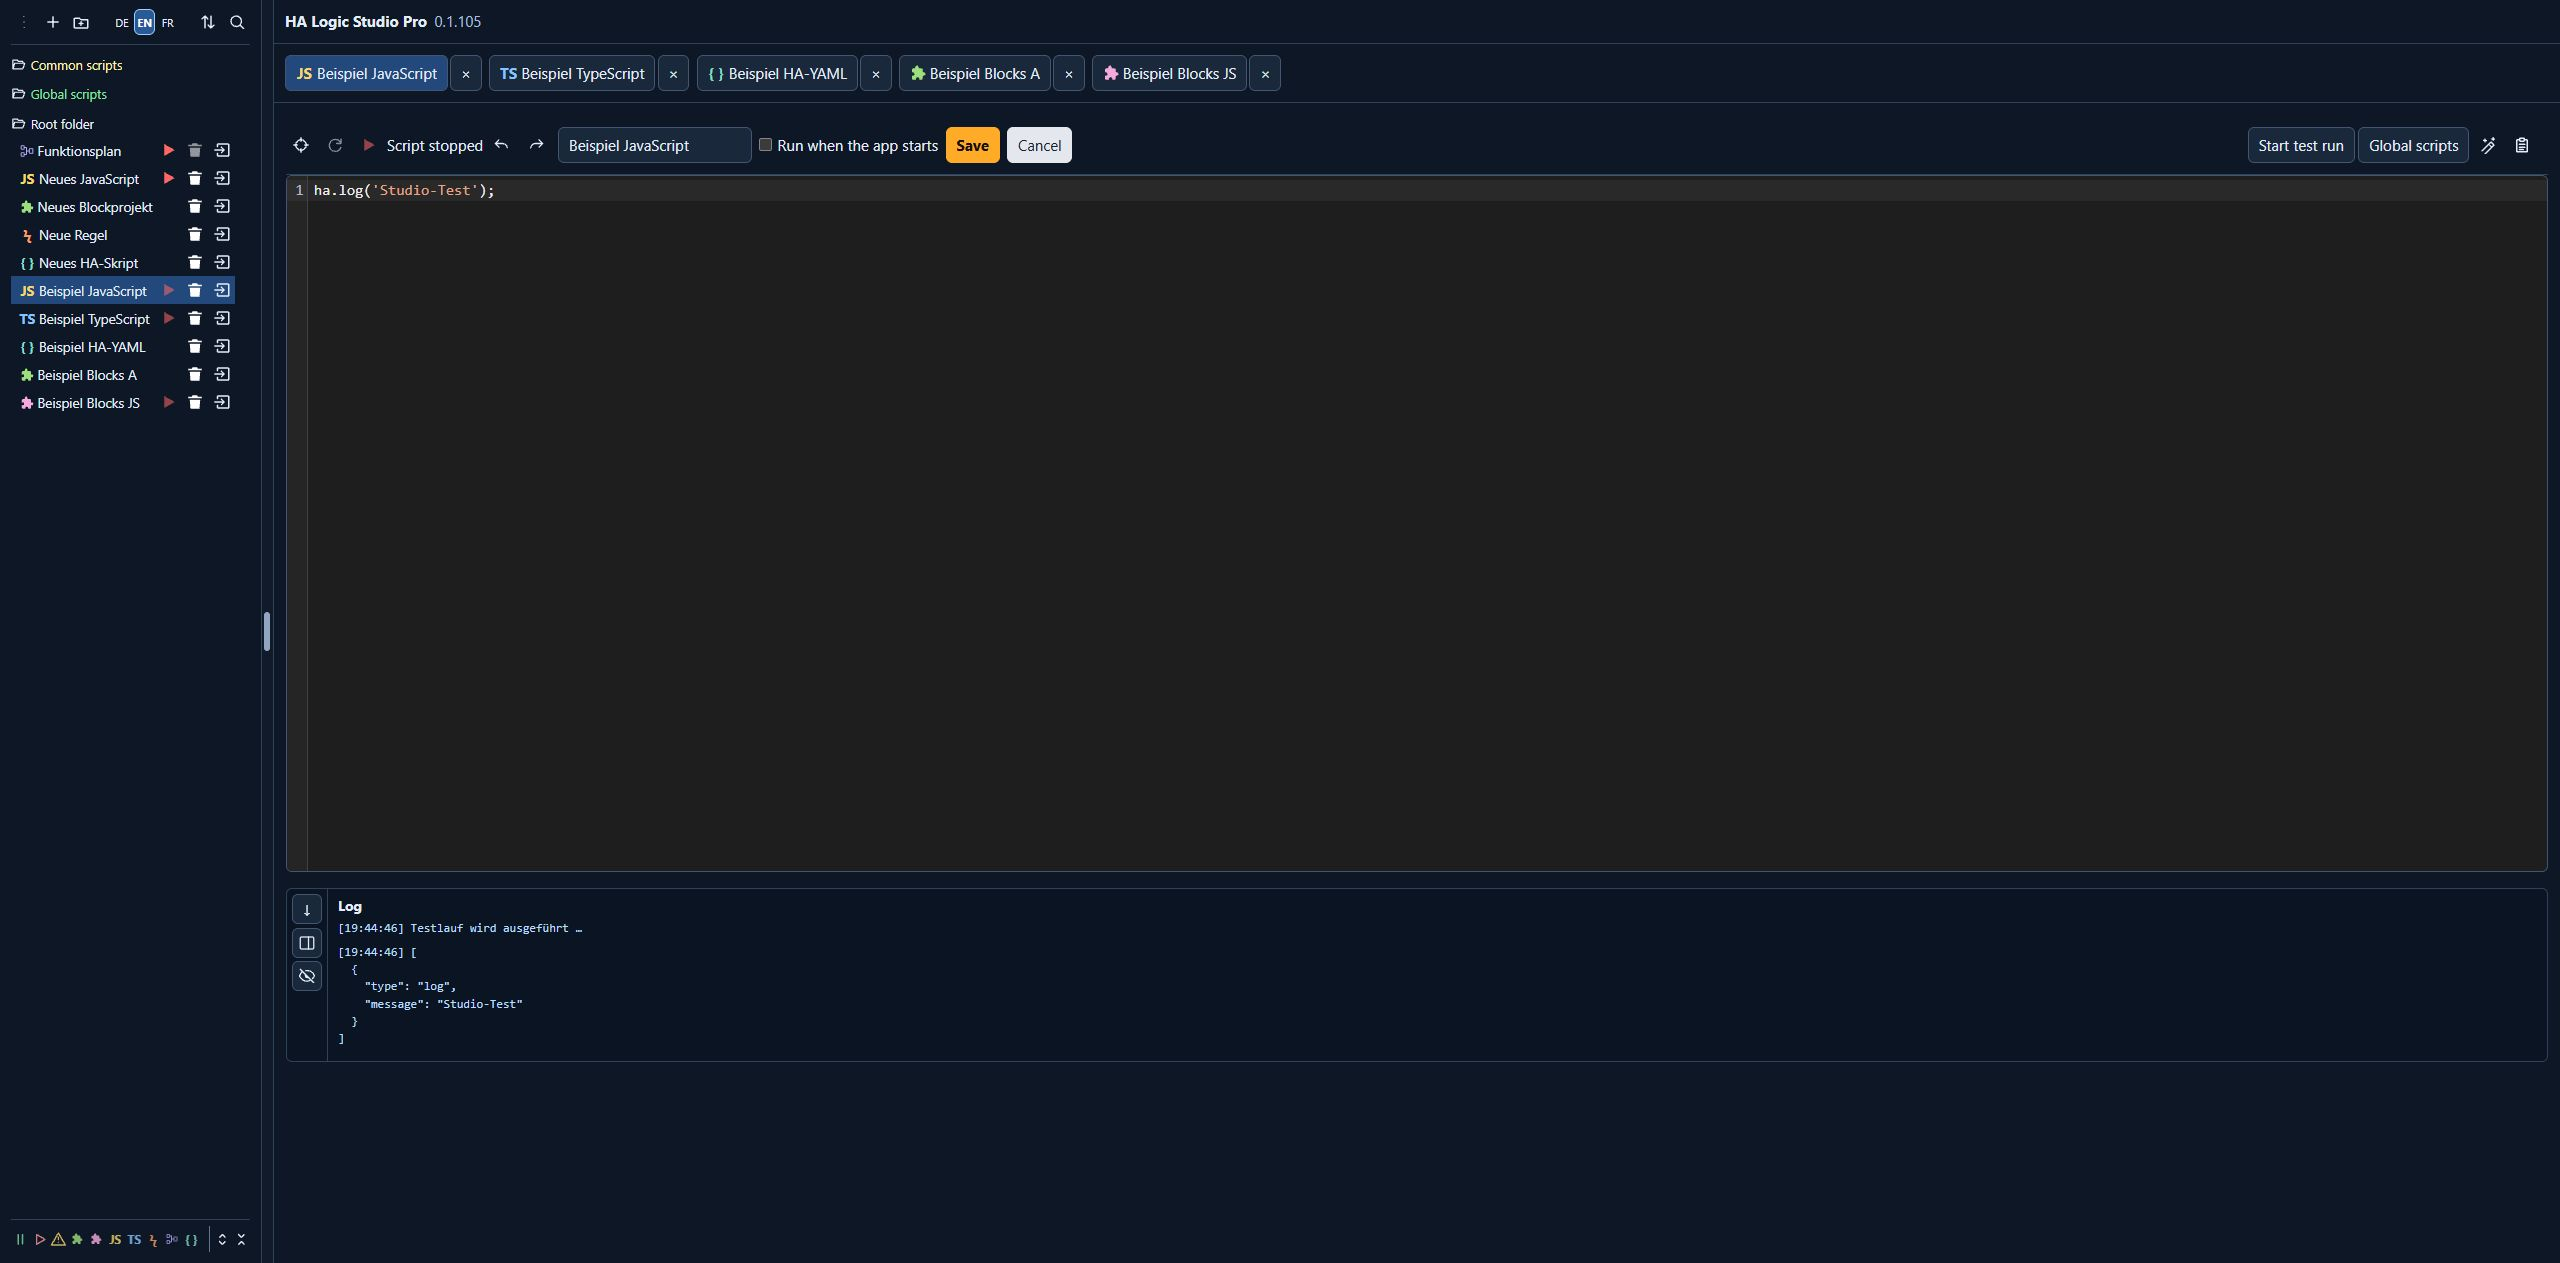 DE EN FR
HA Logic Studio Pro 0.1.105
Common scripts
Global scripts
Root folder
Funktionsplan
JS Neues JavaScript
Neues Blockprojekt
Neue Regel
{ } Neues HA-Skript
JS Beispiel JavaScript
TS Beispiel TypeScript
{ } Beispiel HA-YAML
Beispiel Blocks A
Beispiel Blocks JS
JS TS { }
JS Beispiel JavaScript × TS Beispiel TypeScript × { } Beispiel HA-YAML × Beispiel Blocks A × Beispiel Blocks JS ×
Script stopped Beispiel JavaScript Run when the app starts Save Cancel Start test run Global scripts
1 ha.log('Studio-Test');
Log
[19:44:46] Testlauf wird ausgeführt …
[19:44:46] [
{
"type": "log",
"message": "Studio-Test"
}
]